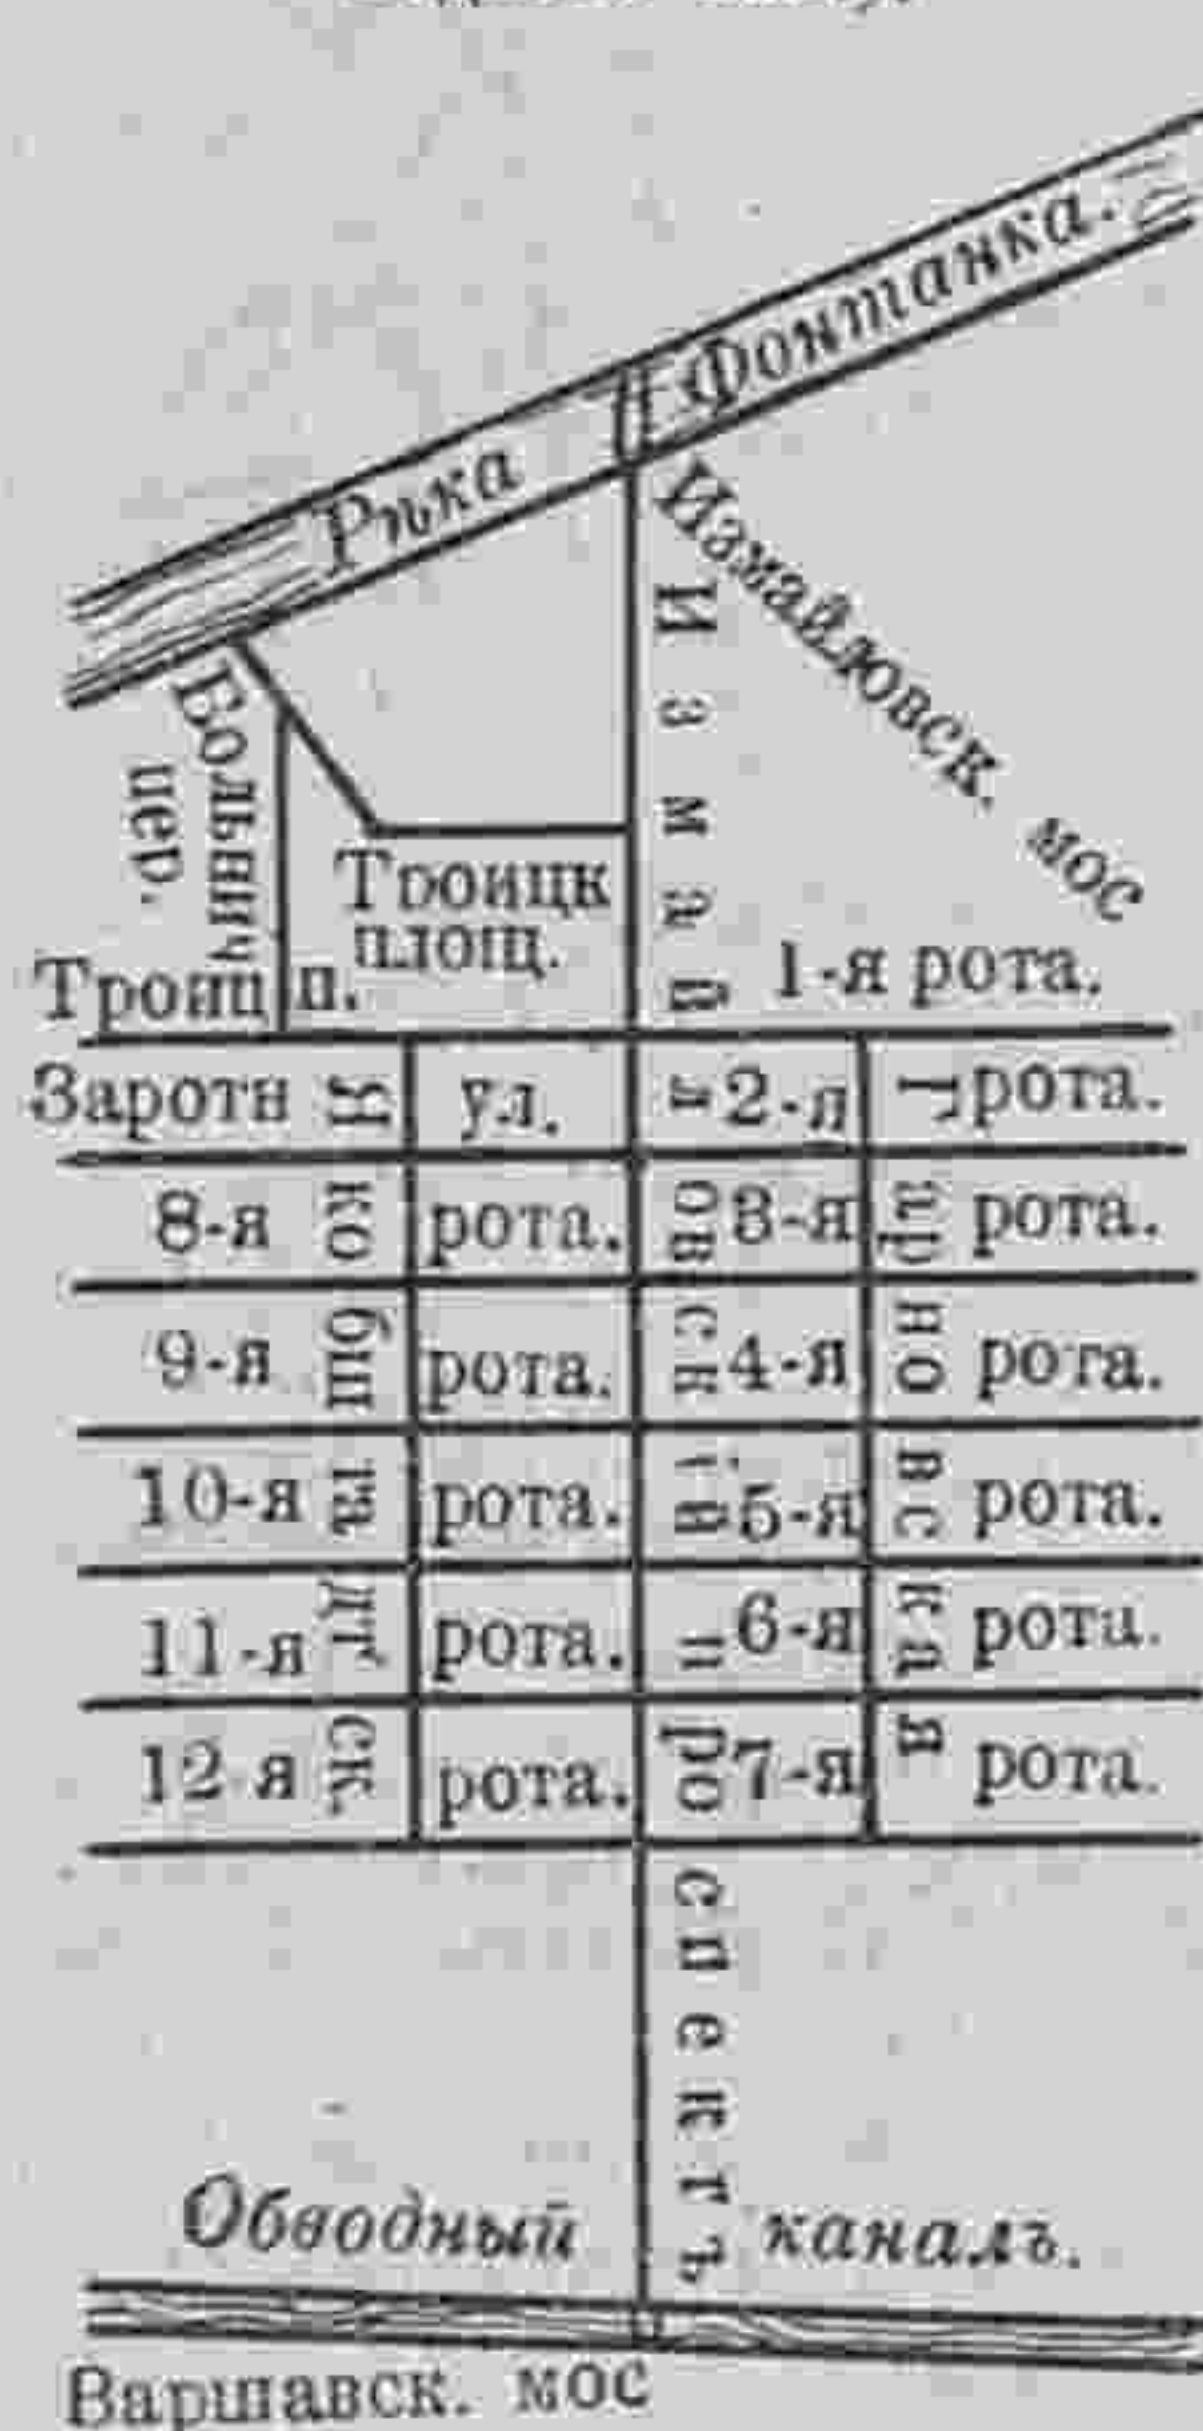 Рѣка Фонтанка.
Измайловск. мос
Измайловскій проспектъ
Больнич
пер.
Троицк
площ.
Троиц п.
1-я рота.
Заротн ул.
2-я рота.
8-я рота.
3-я рота.
9-я рота.
4-я рота.
10-я рота.
5-я рота.
11-я рота.
6-я рота.
12-я рота.
7-я рота.
Якобштадтск.
Тарновская
Обводный каналъ.
Варшавск. мос